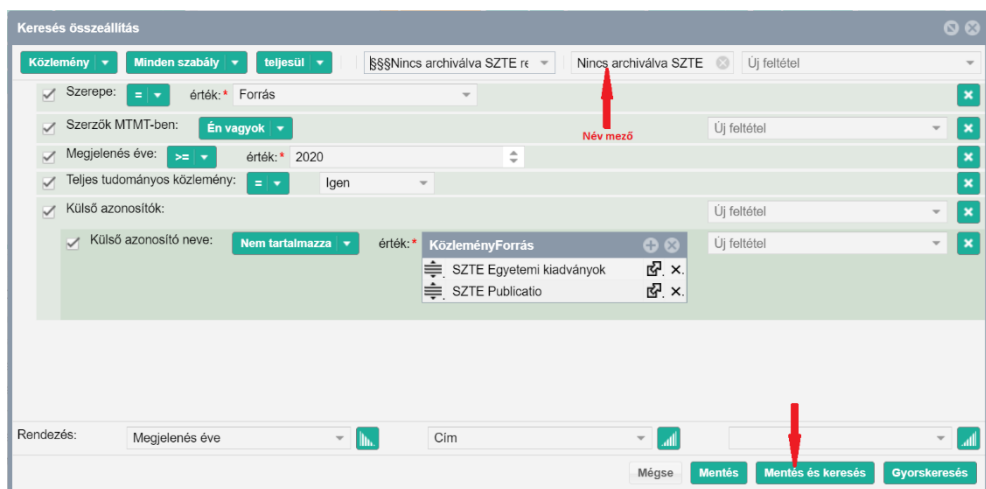 Keresés összeállítás
Közlemény Minden szabály teljesül §§§Nincs archiválva SZTE re Nincs archiválva SZTE Új feltétel
Szerepe: = érték:* Forrás
Név mező
Szerzők MTMT-ben: Én vagyok Új feltétel
Megjelenés éve: >= érték:* 2020
Teljes tudományos közlemény: = Igen
Külső azonosítók: Új feltétel
Külső azonosító neve: Nem tartalmazza érték:* KözleményForrás Új feltétel
SZTE Egyetemi kiadványok
SZTE Publicatio
Rendezés: Megjelenés éve Cím
Mégse Mentés Mentés és keresés Gyorskeresés